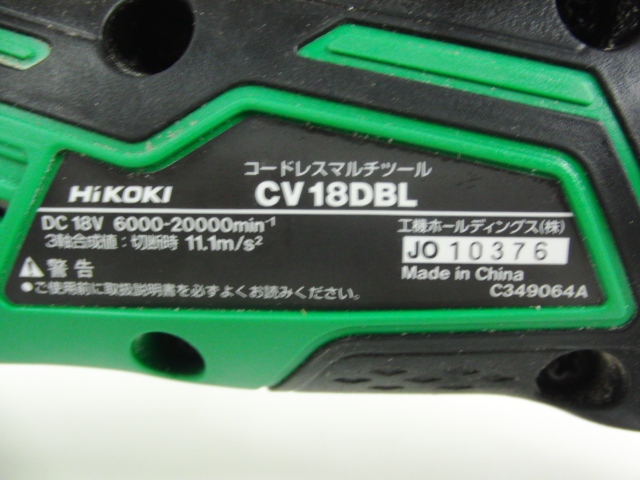 コードレスマルチツール
HiKOKI CV18DBL
DC 18V 6000-20000min⁻¹ 工機ホールディングス(株)
3軸合成値:切断時 11.1m/s² JO 10376
⚠警告 Made in China
●ご使用前に取扱説明書を必ずよくお読みください。 C349064A